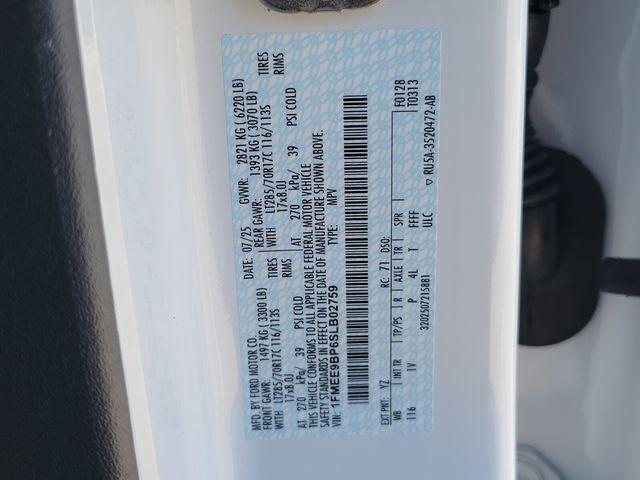 MFD. BY FORD MOTOR CO.
DATE: 07/25 GVWR: 2821 KG ( 6220 LB)
FRONT GAWR: 1497 KG ( 3300 LB) REAR GAWR: 1393 KG ( 3070 LB)
WITH LT285/70R17C 116/113S TIRES WITH LT285/70R17C 116/113S TIRES
17x8.0J RIMS 17x8.0J RIMS
AT 270 kPa/ 39 PSI COLD AT 270 kPa/ 39 PSI COLD
THIS VEHICLE CONFORMS TO ALL APPLICABLE FEDERAL MOTOR VEHICLE
SAFETY STANDARDS IN EFFECT ON THE DATE OF MANUFACTURE SHOWN ABOVE.
VIN: 1FMEE9BP6SLB02759 TYPE: MPV
EXT PNT: YZ RC: 71 DSO: F0128
WB INT TR TP/PS R AXLE TR SPR T0313
116 1V P 4L T FFFF
ULC
3202507215881 RU5A-3520472-AB